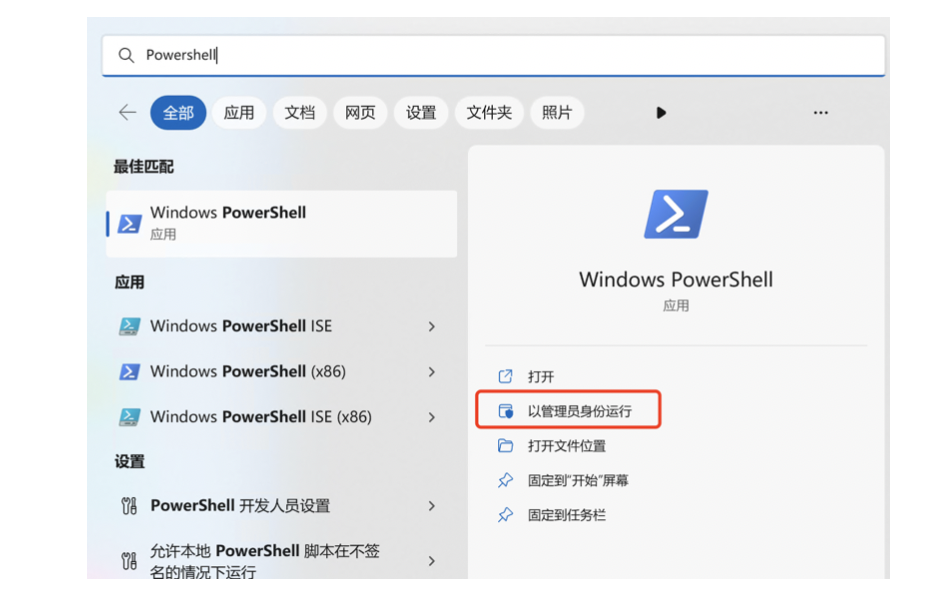 Powershell
全部 应用 文档 网页 设置 文件夹 照片 ...
最佳匹配
Windows PowerShell
应用
应用
Windows PowerShell ISE
Windows PowerShell (x86)
Windows PowerShell ISE (x86)
设置
PowerShell 开发人员设置
允许本地 PowerShell 脚本在不签
名的情况下运行
Windows PowerShell
应用
打开
以管理员身份运行
打开文件位置
固定到"开始"屏幕
固定到任务栏